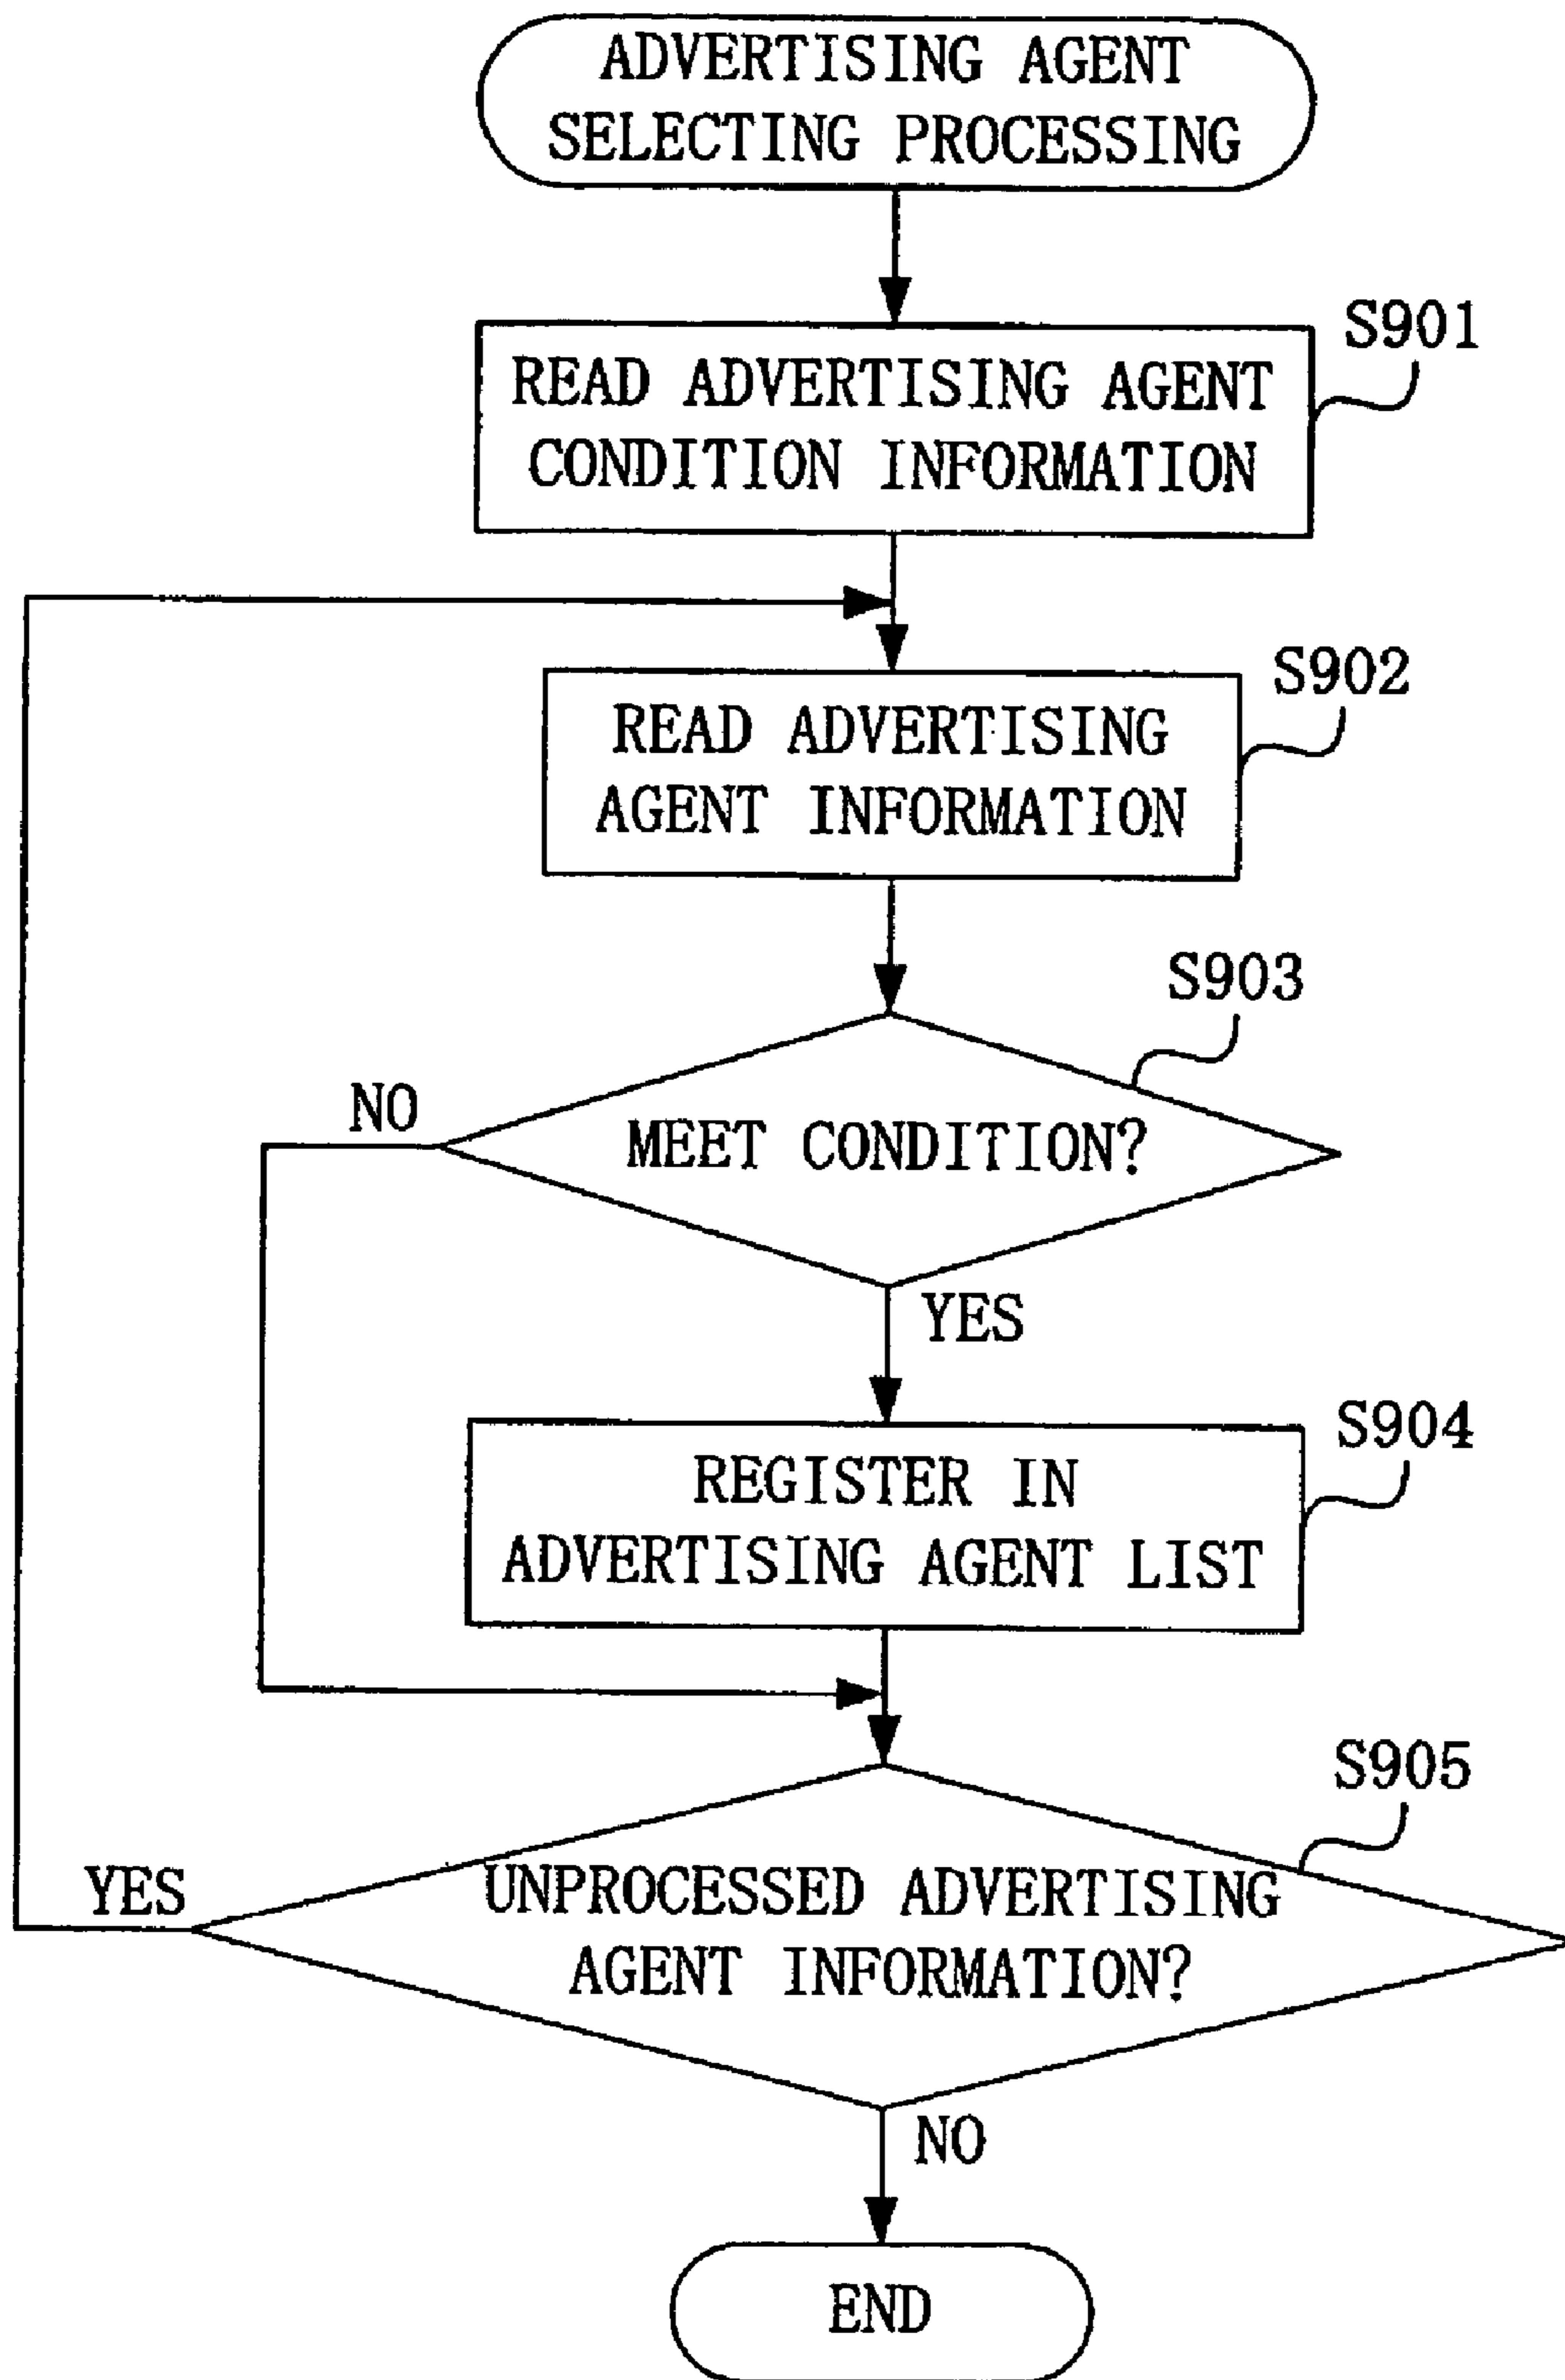 ADVERTISING AGENT
SELECTING PROCESSING
S901
READ ADVERTISING AGENT
CONDITION INFORMATION
S902
READ ADVERTISING
AGENT INFORMATION
S903
NO
MEET CONDITION?
YES
S904
REGISTER IN
ADVERTISING AGENT LIST
S905
YES
UNPROCESSED ADVERTISING
AGENT INFORMATION?
NO
END